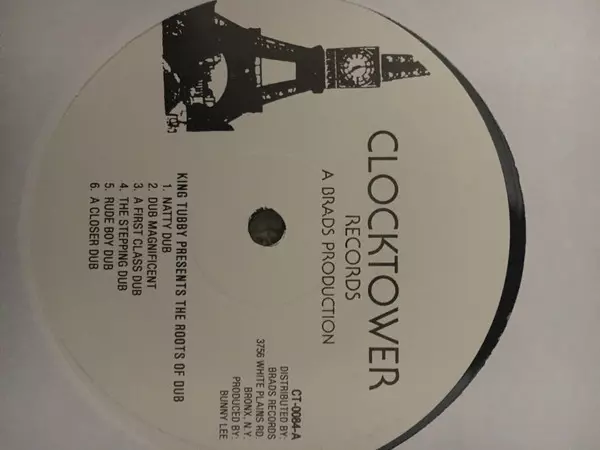 CLOCKTOWER
RECORDS
A BRADS PRODUCTION
CT-0084-A
DISTRIBUTED BY:
BRADS RECORDS
3756 WHITE PLAINS RD.
BRONX, N.Y.
PRODUCED BY:
BUNNY LEE
KING TUBBY PRESENTS THE ROOTS OF DUB
1. NATTY DUB
2. DUB MAGNIFICENT
3. A FIRST CLASS DUB
4. THE STEPPING DUB
5. RUDE BOY DUB
6. A CLOSER DUB